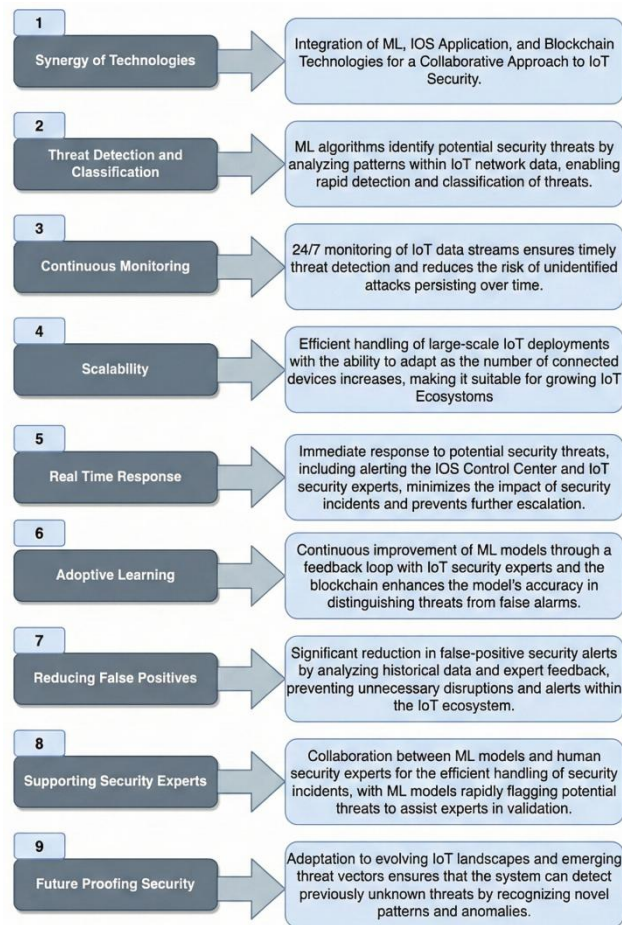 1
Synergy of Technologies
Integration of ML, IOS Application, and Blockchain
Technologies for a Collaborative Approach to IoT
Security.
2
Threat Detection and
Classification
ML algorithms identify potential security threats by
analyzing patterns within IoT network data, enabling
rapid detection and classification of threats.
3
Continuous Monitoring
24/7 monitoring of IoT data streams ensures timely
threat detection and reduces the risk of unidentified
attacks persisting over time.
4
Scalability
Efficient handling of large-scale IoT deployments
with the ability to adapt as the number of connected
devices increases, making it suitable for growing IoT
Ecosystoms
5
Real Time Response
Immediate response to potential security threats,
including alerting the IOS Control Center and IoT
security experts, minimizes the impact of security
incidents and prevents further escalation.
6
Adoptive Learning
Continuous improvement of ML models through a
feedback loop with IoT security experts and the
blockchain enhances the model's accuracy in
distinguishing threats from false alarms.
7
Reducing False Positives
Significant reduction in false-positive security alerts
by analyzing historical data and expert feedback,
preventing unnecessary disruptions and alerts within
the IoT ecosystem.
8
Supporting Security Experts
Collaboration between ML models and human
security experts for the efficient handling of security
incidents, with ML models rapidly flagging potential
threats to assist experts in validation.
9
Future Proofing Security
Adaptation to evolving IoT landscapes and emerging
threat vectors ensures that the system can detect
previously unknown threats by recognizing novel
patterns and anomalies.